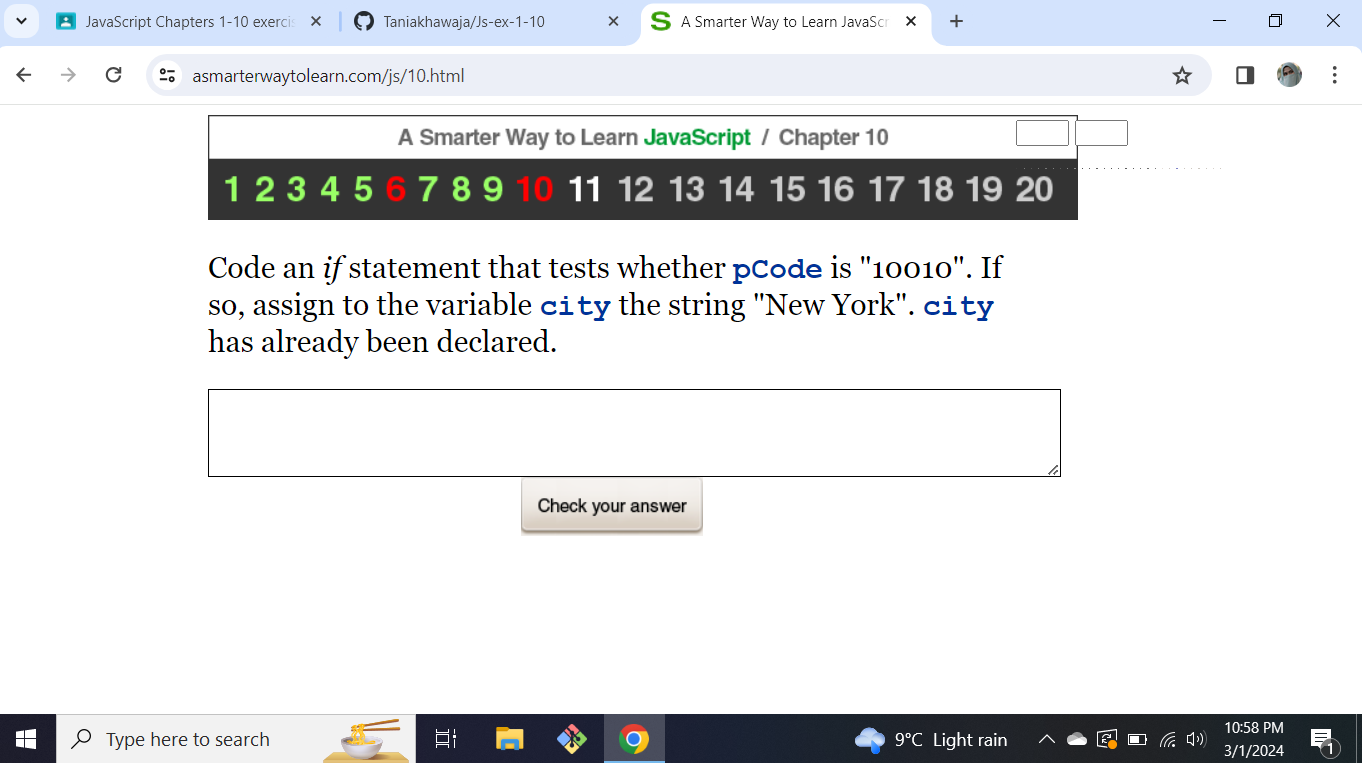 JavaScript Chapters 1-10 exercis
Taniakhawaja/Js-ex-1-10
A Smarter Way to Learn JavaScr
asmarterwaytolearn.com/js/10.html
A Smarter Way to Learn JavaScript / Chapter 10
1 2 3 4 5 6 7 8 9 10 11 12 13 14 15 16 17 18 19 20
Code an if statement that tests whether pCode is "10010". If
so, assign to the variable city the string "New York". city
has already been declared.
Check your answer
Type here to search
9°C Light rain
10:58 PM
3/1/2024
1